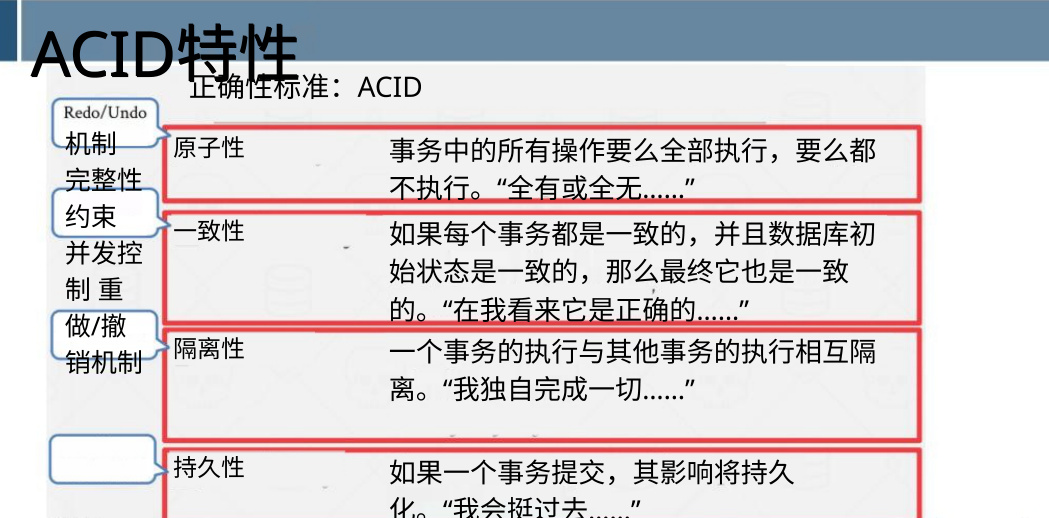 ACID特性
正确性标准：ACID
Redo/Undo
机制
完整性
约束
并发控
制 重
做/撤
销机制
原子性
事务中的所有操作要么全部执行，要么都
不执行。“全有或全无……”
一致性
如果每个事务都是一致的，并且数据库初
始状态是一致的，那么最终它也是一致
的。“在我看来它是正确的……”
隔离性
一个事务的执行与其他事务的执行相互隔
离。“我独自完成一切……”
持久性
如果一个事务提交，其影响将持久
化。“我会挺过去……”